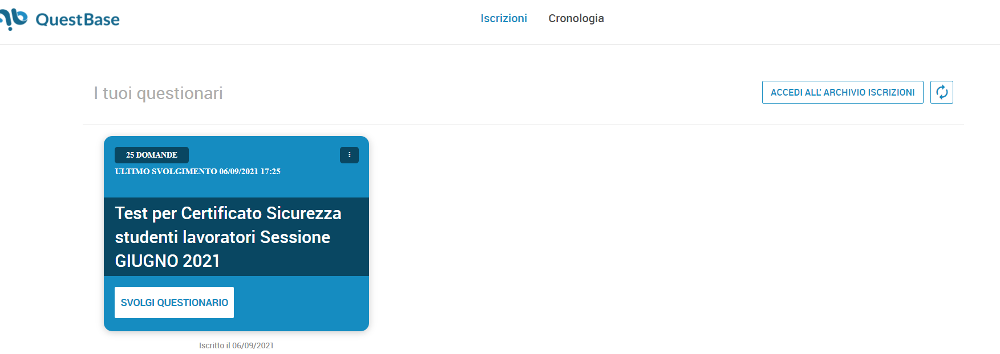 QuestBase
Iscrizioni
Cronologia
I tuoi questionari
ACCEDI ALL' ARCHIVIO ISCRIZIONI
25 DOMANDE
ULTIMO SVOLGIMENTO 06/09/2021 17:25
Test per Certificato Sicurezza
studenti lavoratori Sessione
GIUGNO 2021
SVOLGI QUESTIONARIO
Iscritto il 06/09/2021